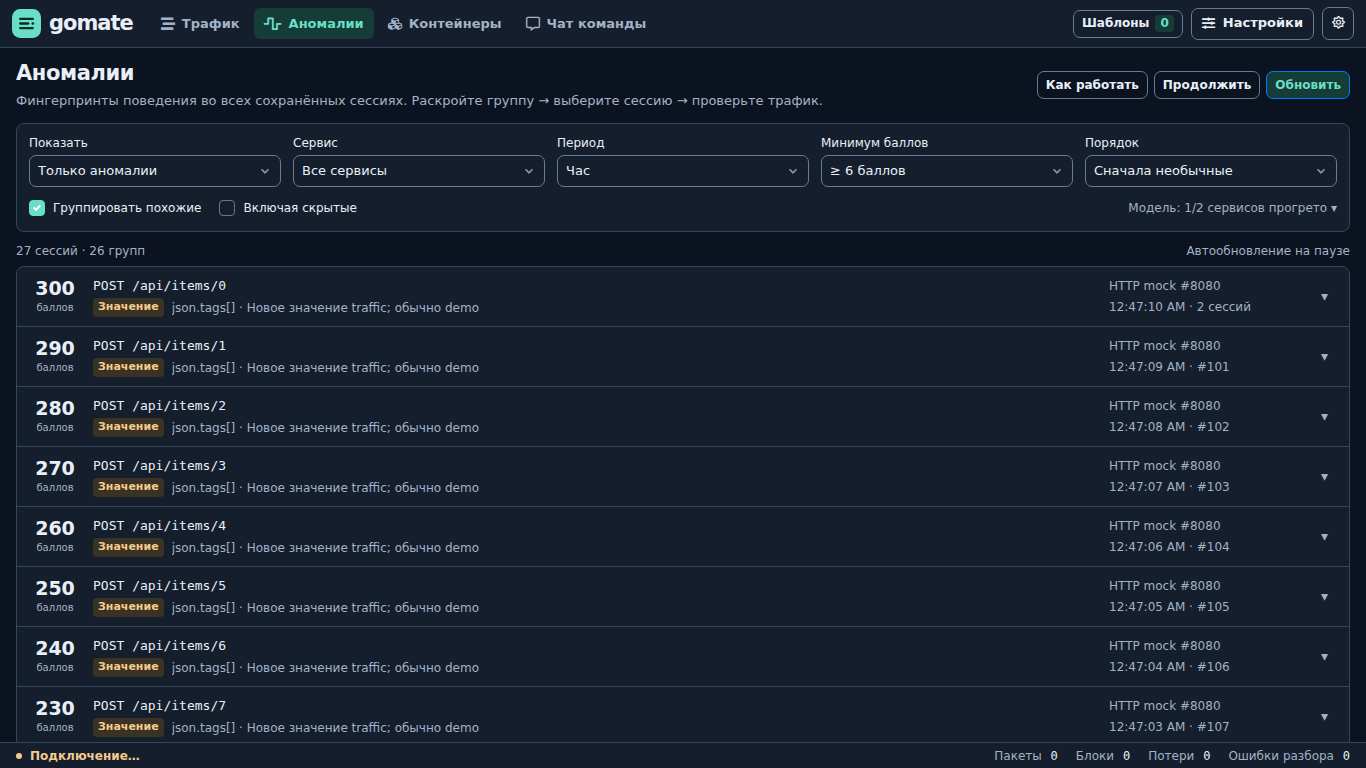 gomate Трафик Аномалии Контейнеры Чат команды Шаблоны 0 Настройки
Аномалии
Фингерпринты поведения во всех сохранённых сессиях. Раскройте группу → выберите сессию → проверьте трафик.
Как работать Продолжить Обновить
Показать Сервис Период Минимум баллов Порядок
Только аномалии Все сервисы Час ≥ 6 баллов Сначала необычные
Группировать похожие Включая скрытые Модель: 1/2 сервисов прогрето ▾
27 сессий · 26 групп Автообновление на паузе
300 POST /api/items/0 HTTP mock #8080
баллов Значение json.tags[] · Новое значение traffic; обычно demo 12:47:10 AM · 2 сессий ▼
290 POST /api/items/1 HTTP mock #8080
баллов Значение json.tags[] · Новое значение traffic; обычно demo 12:47:09 AM · #101 ▼
280 POST /api/items/2 HTTP mock #8080
баллов Значение json.tags[] · Новое значение traffic; обычно demo 12:47:08 AM · #102 ▼
270 POST /api/items/3 HTTP mock #8080
баллов Значение json.tags[] · Новое значение traffic; обычно demo 12:47:07 AM · #103 ▼
260 POST /api/items/4 HTTP mock #8080
баллов Значение json.tags[] · Новое значение traffic; обычно demo 12:47:06 AM · #104 ▼
250 POST /api/items/5 HTTP mock #8080
баллов Значение json.tags[] · Новое значение traffic; обычно demo 12:47:05 AM · #105 ▼
240 POST /api/items/6 HTTP mock #8080
баллов Значение json.tags[] · Новое значение traffic; обычно demo 12:47:04 AM · #106 ▼
230 POST /api/items/7 HTTP mock #8080
баллов Значение json.tags[] · Новое значение traffic; обычно demo 12:47:03 AM · #107 ▼
Подключение… Пакеты 0 Блоки 0 Потери 0 Ошибки разбора 0